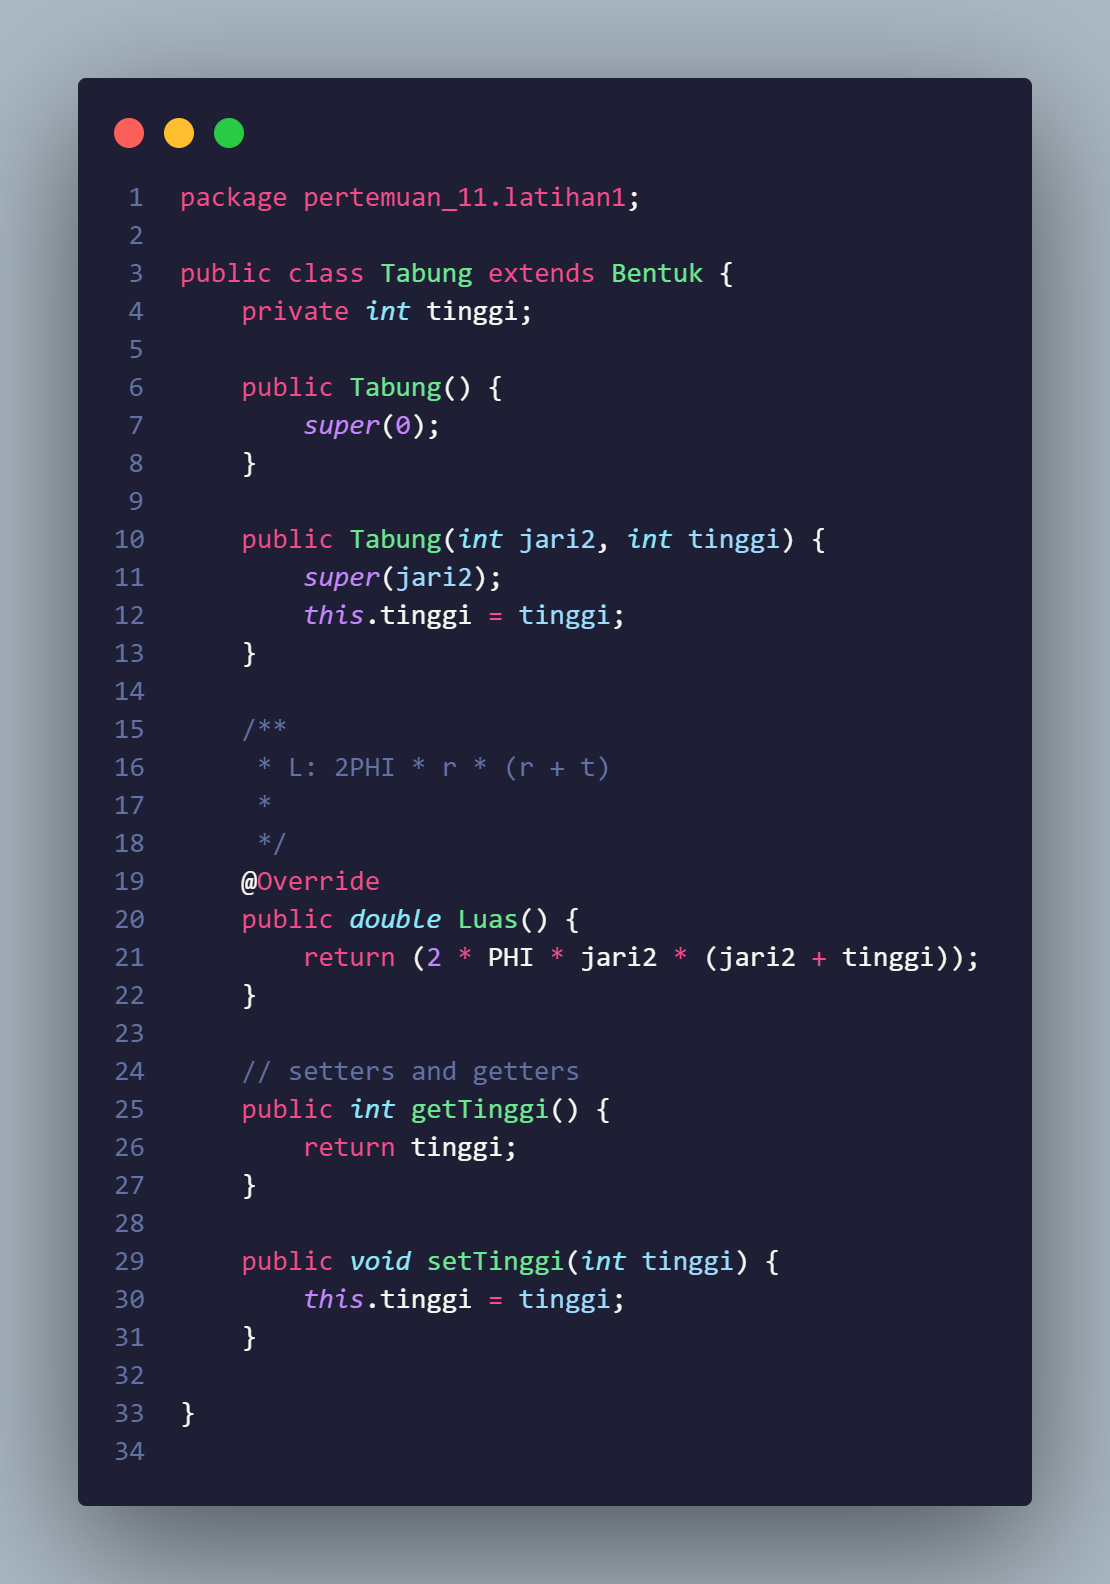 1 package pertemuan_11.latihan1;
2
3 public class Tabung extends Bentuk {
4     private int tinggi;
5
6     public Tabung() {
7         super(0);
8     }
9
10     public Tabung(int jari2, int tinggi) {
11         super(jari2);
12         this.tinggi = tinggi;
13     }
14
15     /**
16      * L: 2PHI * r * (r + t)
17      *
18      */
19     @Override
20     public double Luas() {
21         return (2 * PHI * jari2 * (jari2 + tinggi));
22     }
23
24     // setters and getters
25     public int getTinggi() {
26         return tinggi;
27     }
28
29     public void setTinggi(int tinggi) {
30         this.tinggi = tinggi;
31     }
32
33 }
34